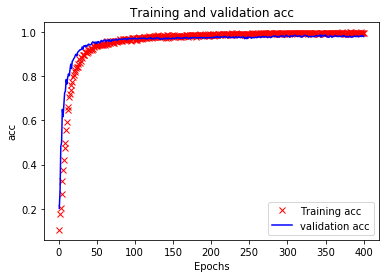 Training and validation acc
acc
1.0
0.8
0.6
0.4
0.2
Training acc
validation acc
0 50 100 150 200 250 300 350 400
Epochs